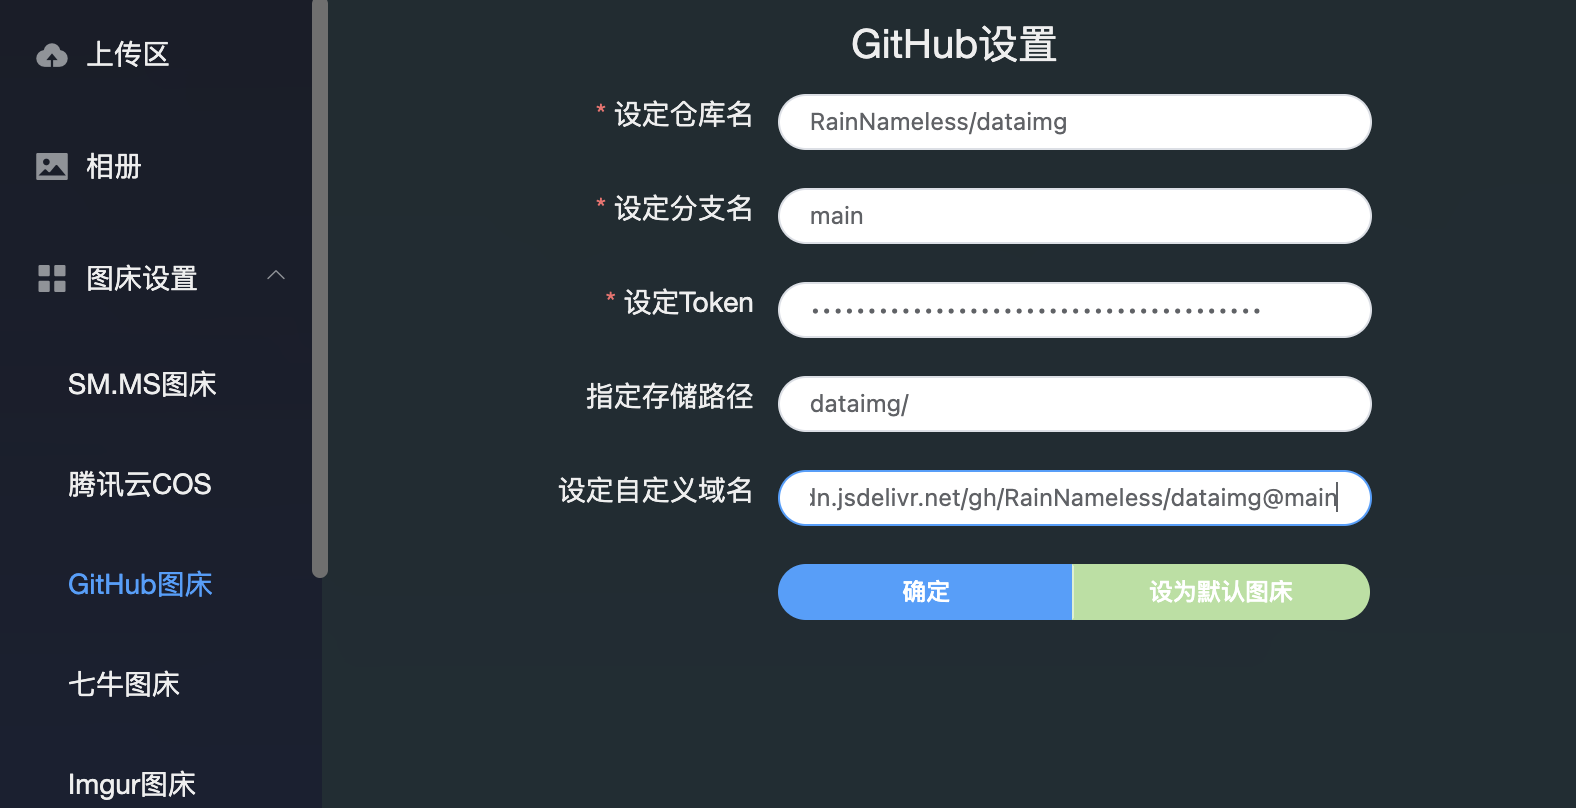 上传区
相册
图床设置
SM.MS图床
腾讯云COS
GitHub图床
七牛图床
Imgur图床
GitHub设置
* 设定仓库名
RainNameless/dataimg
* 设定分支名
main
* 设定Token
••••••••••••••••••••••••••••••••••••••••
指定存储路径
dataimg/
设定自定义域名
dn.jsdelivr.net/gh/RainNameless/dataimg@main
确定
设为默认图床